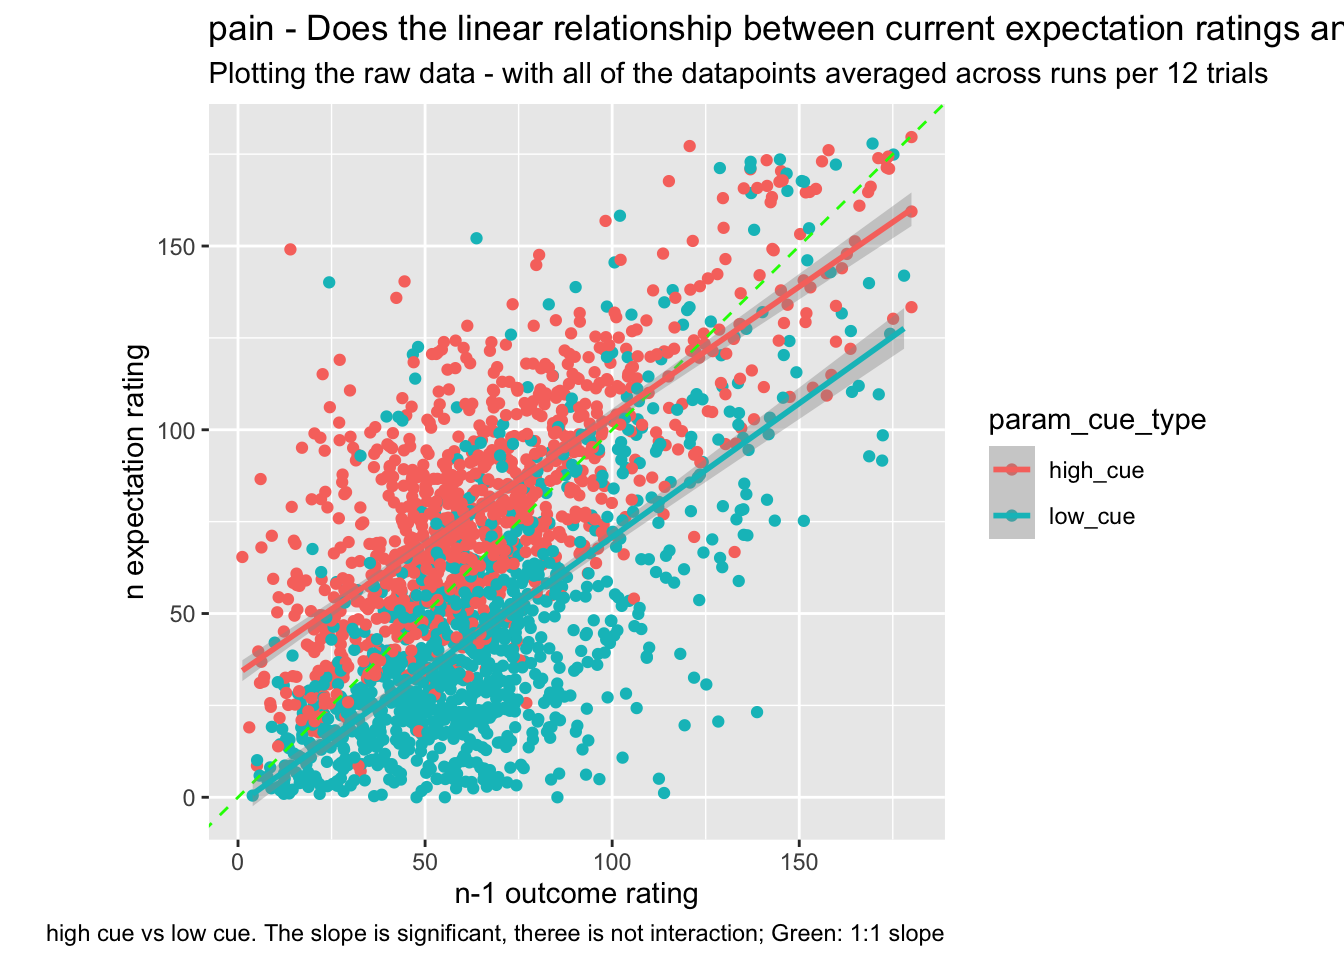 pain - Does the linear relationship between current expectation ratings an
Plotting the raw data - with all of the datapoints averaged across runs per 12 trials
n expectation rating
150
100
50
0
0 50 100 150
n-1 outcome rating
param_cue_type
high_cue
low_cue
high cue vs low cue. The slope is significant, theree is not interaction; Green: 1:1 slope